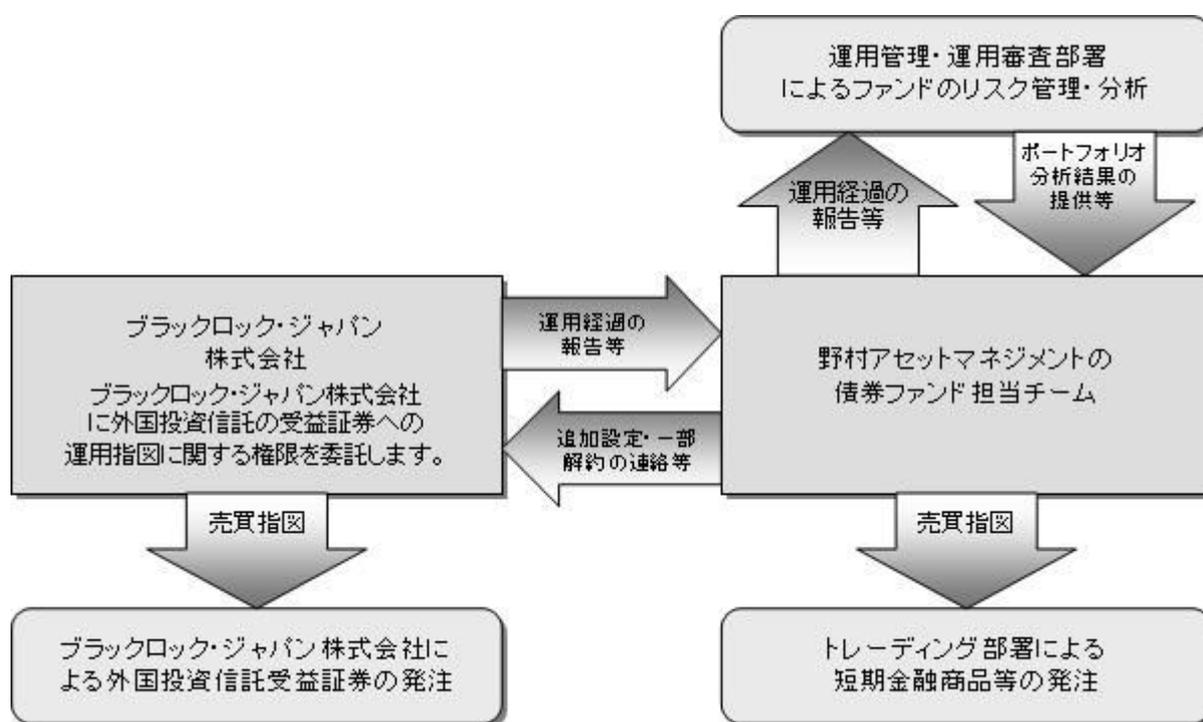 運用管理・運用審査部署
によるファンドのリスク管理・分析
運用経過の
報告等
ポートフォリオ
分析結果の
提供等
ブラックロック・ジャパン
株式会社
ブラックロック・ジャパン株式会社
に外国投資信託の受益証券への
運用指図に関する権限を委託します。
運用経過の
報告等
追加設定・一部
解約の連絡等
野村アセットマネジメントの
債券ファンド担当チーム
売買指図
売買指図
ブラックロック・ジャパン株式会社に
よる外国投資信託受益証券の発注
トレーディング部署による
短期金融商品等の発注